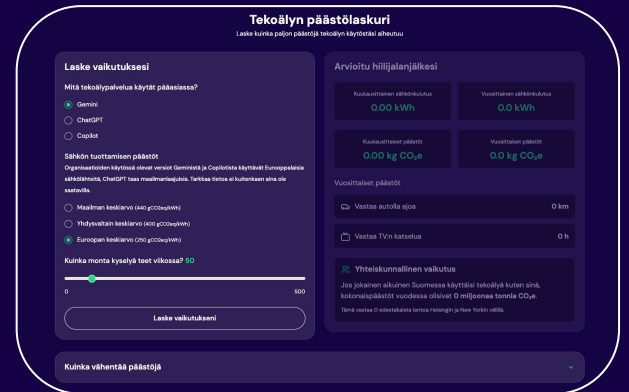 Tekoälyn päästölaskuri
Laske kuinka paljon päästöjä tekoälyn käytöstäsi aiheutuu
Laske vaikutuksesi
Mitä tekoälypalvelua käytät pääasiassa?
Gemini
ChatGPT
Copilot
Sähkön tuottamisen päästöt
Organisaatioiden käytössä olevat versiot Geministä ja Copilotista käyttävät Eurooppalaisia
sähkölähteitä, ChatGPT taas maailmanlaajuisia. Tarkkaa tietoa ei kuitenkaan aina ole
saatavilla.
Maailman keskiarvo (440 gCO2eq/kWh)
Yhdysvaltain keskiarvo (400 gCO2eq/kWh)
Euroopan keskiarvo (250 gCO2eq/kWh)
Kuinka monta kyselyä teet viikossa? 50
0 500
Laske vaikutukseni
Arvioitu hiilijalanjälkesi
Kuukausittainen sähkönkulutus
0.00 kWh
Vuosittainen sähkönkulutus
0.0 kWh
Kuukausittaiset päästöt
0.00 kg CO₂e
Vuosittaiset päästöt
0.0 kg CO₂e
Vuosittaiset päästöt
Vastaa autolla ajoa 0 km
Vastaa TV:n katselua 0 h
Yhteiskunnallinen vaikutus
Jos jokainen aikuinen Suomessa käyttäisi tekoälyä kuten sinä,
kokonaispäästöt vuodessa olisivat 0 miljoonaa tonnia CO₂e.
Tämä vastaa 0 edestakaista lentoa Helsingin ja New Yorkin välillä.
Kuinka vähentää päästöjä